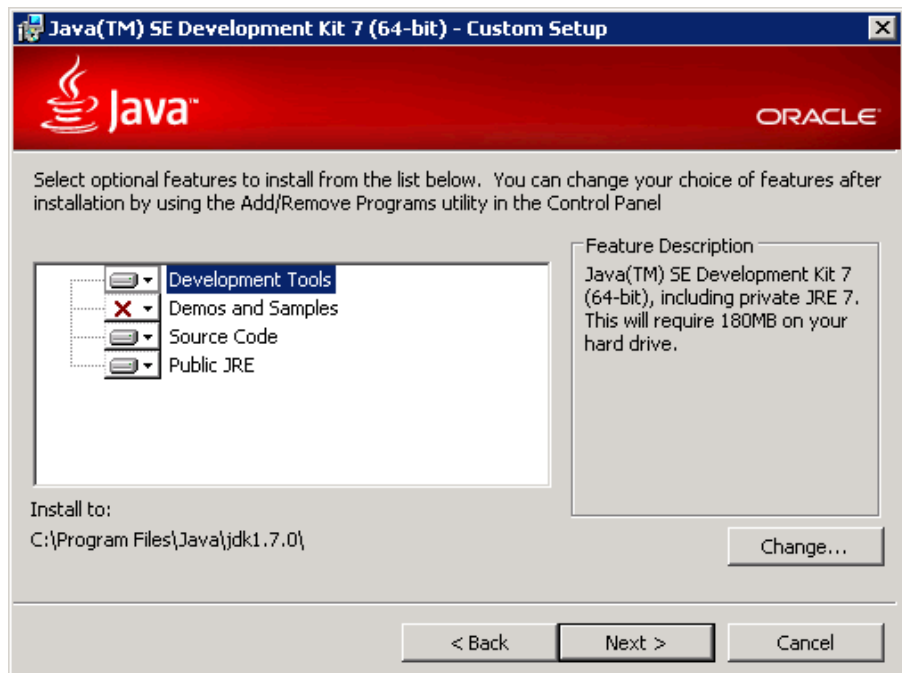 Java(TM) SE Development Kit 7 (64-bit) - Custom Setup
Java™
ORACLE
Select optional features to install from the list below.  You can change your choice of features after
installation by using the Add/Remove Programs utility in the Control Panel
Development Tools
Demos and Samples
Source Code
Public JRE
Feature Description
Java(TM) SE Development Kit 7
(64-bit), including private JRE 7.
This will require 180MB on your
hard drive.
Install to:
C:\Program Files\Java\jdk1.7.0\
Change...
< Back
Next >
Cancel